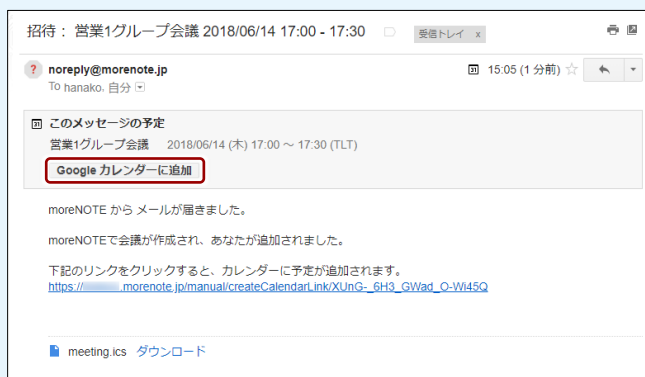 招待： 営業1グループ会議 2018/06/14 17:00 - 17:30 受信トレイ x
? noreply@morenote.jp 31 15:05 (1 分前)
To hanako, 自分
31 このメッセージの予定
営業1グループ会議 2018/06/14 (木) 17:00 ～ 17:30 (TLT)
Google カレンダーに追加
moreNOTE から メールが届きました。
moreNOTEで会議が作成され、あなたが追加されました。
下記のリンクをクリックすると、カレンダーに予定が追加されます。
https:// .morenote.jp/manual/createCalendarLink/XUnG-_6H3_GWad_O-Wi45Q
meeting.ics ダウンロード